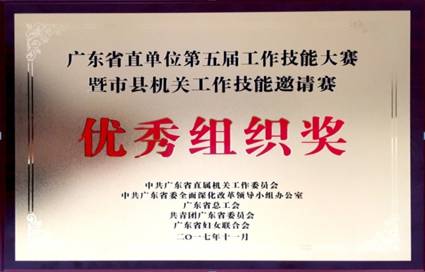 广东省直单位第五届工作技能大赛
暨市县机关工作技能邀请赛
优秀组织奖
中共广东省直属机关工作委员会
中共广东省委全面深化改革领导小组办公室
广东省总工会
共青团广东省委员会
广东省妇女联合会
二〇一七年十一月